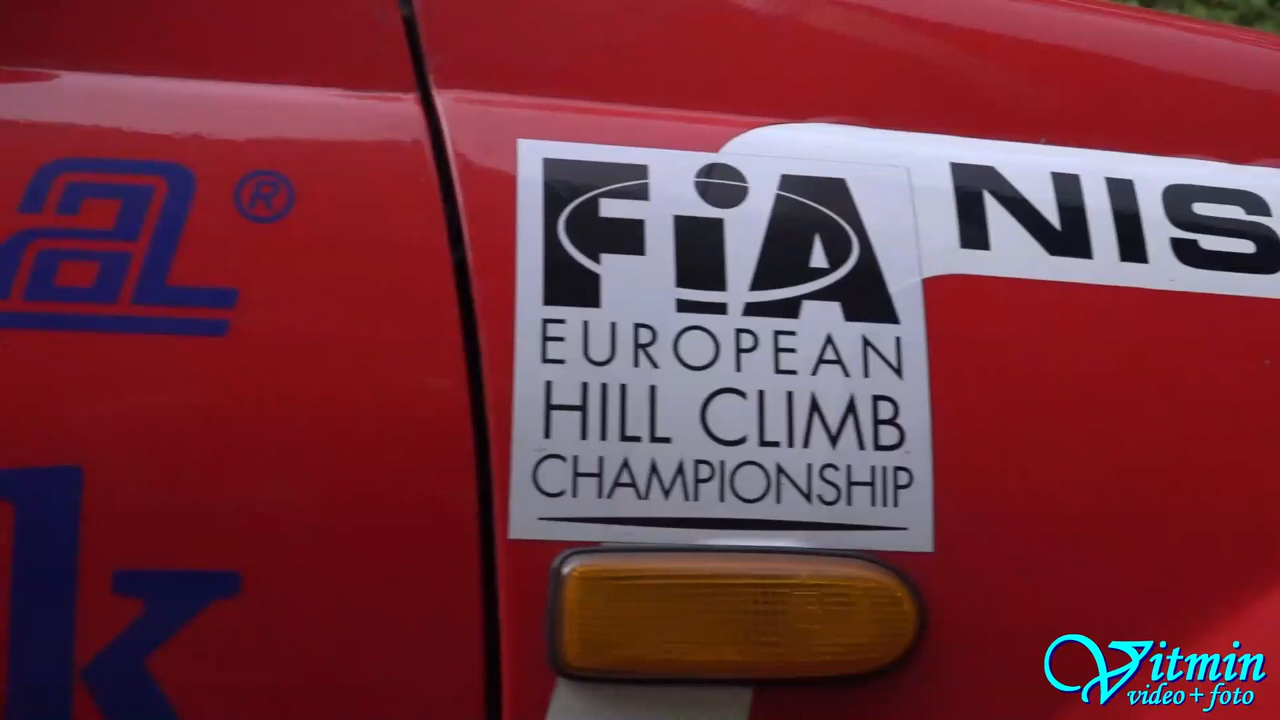 ®
FiA
EUROPEAN
HILL CLIMB
CHAMPIONSHIP
NIS
k
Vitmin
video + foto